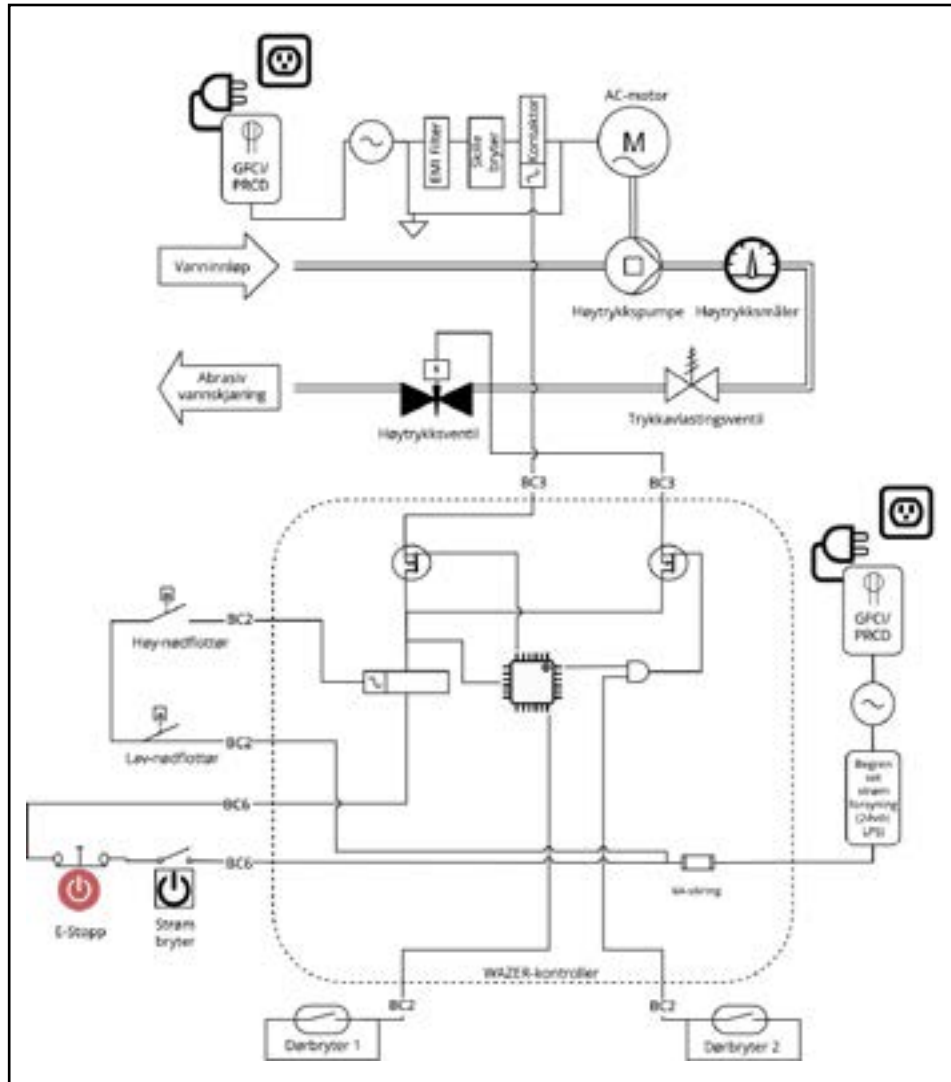 AC-motor
M
GFCI/
PRCD
EMI Filter
Skille
bryter
Kontaktor
Vanninnløp
Høytrykkspumpe
Høytrykksmåler
Abrasiv
vannskjæring
Høytrykksventil
Trykkavlastingsventil
BC3
BC3
GFCI/
PRCD
BC2
Høy-nødflottør
BC2
Lav-nødflottør
Begren
set
strøm
forsyning
(24volt
LPS)
BC6
BC6
E-Stopp
Strøm
bryter
WAZER-kontroller
BC2
BC2
Dørbryter 1
Dørbryter 2